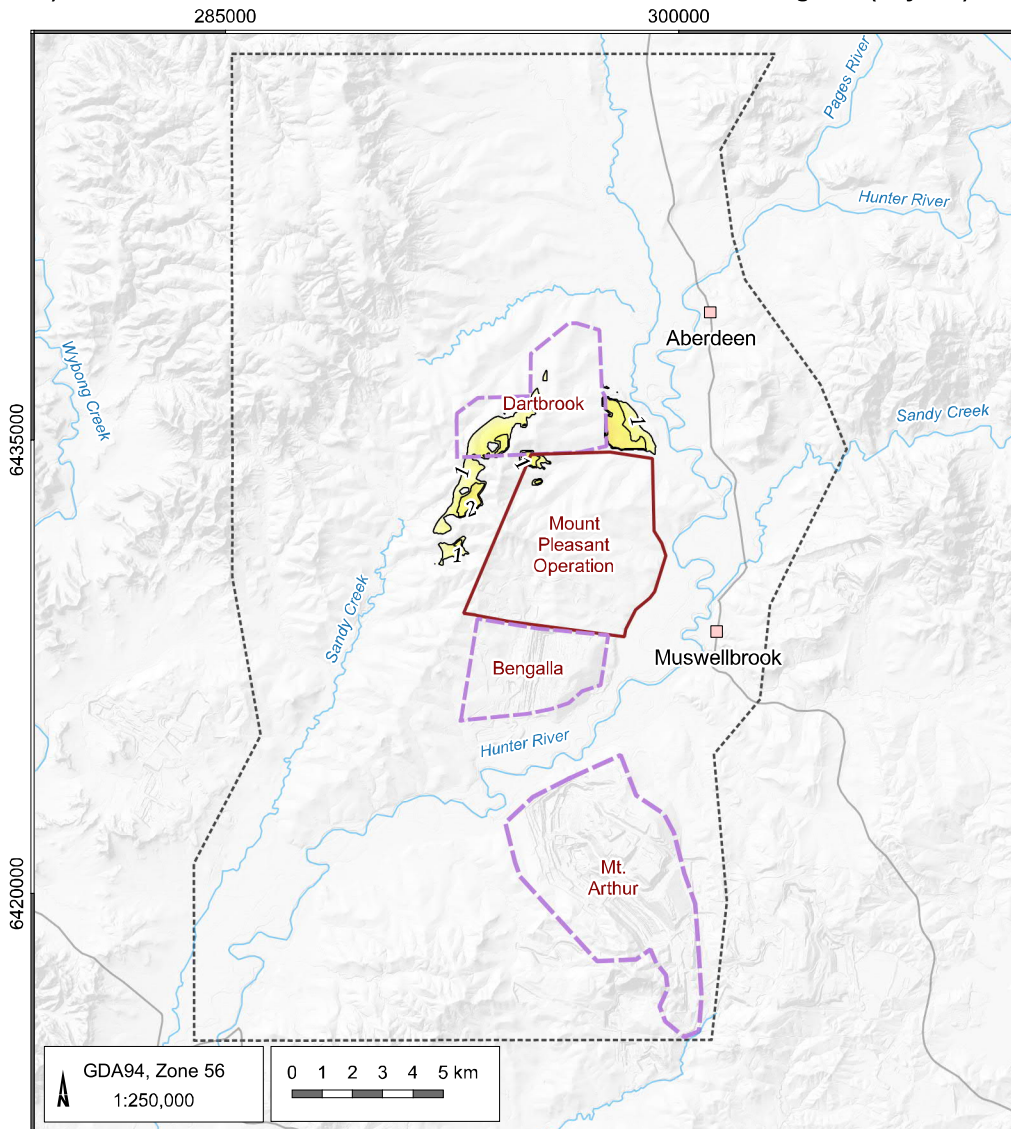 285000
300000
Pages River
Hunter River
Aberdeen
Wybong Creek
Dartbrook
1
Sandy Creek
6435000
1
1
2
1
Mount
Pleasant
Operation
Sandy Creek
Muswellbrook
Bengalla
Hunter River
Mt.
Arthur
6420000
GDA94, Zone 56
1:250,000
N
0 1 2 3 4 5 km